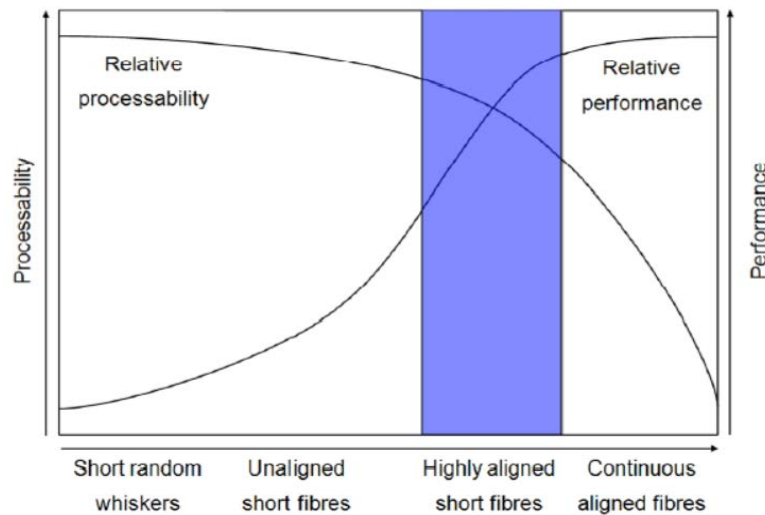 Relative
processability
Relative
performance
Processability
Performance
Short random
whiskers
Unaligned
short fibres
Highly aligned
short fibres
Continuous
aligned fibres